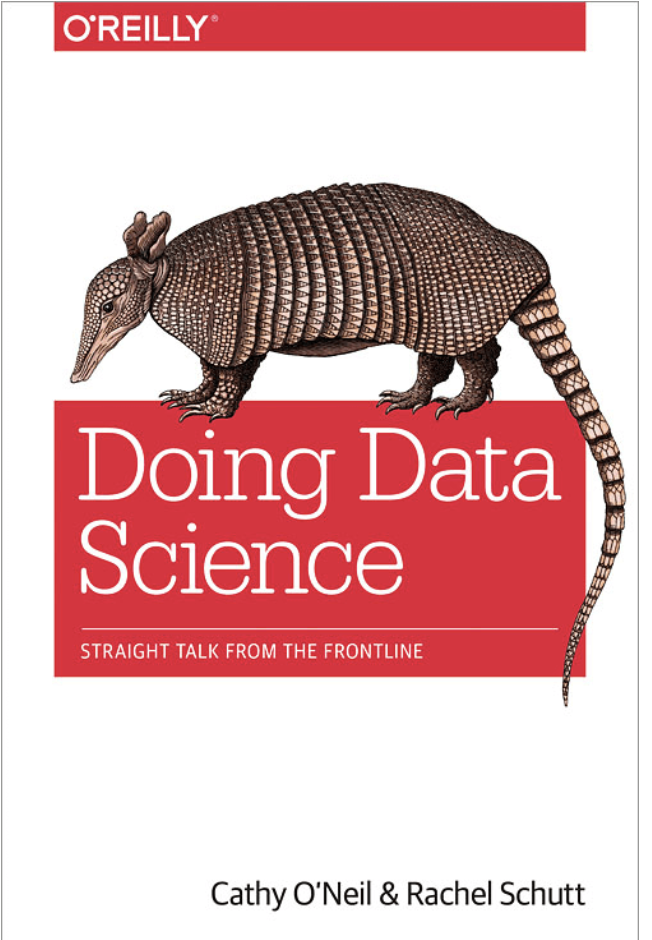 O'REILLY®
Doing Data
Science
STRAIGHT TALK FROM THE FRONTLINE
Cathy O'Neil & Rachel Schutt